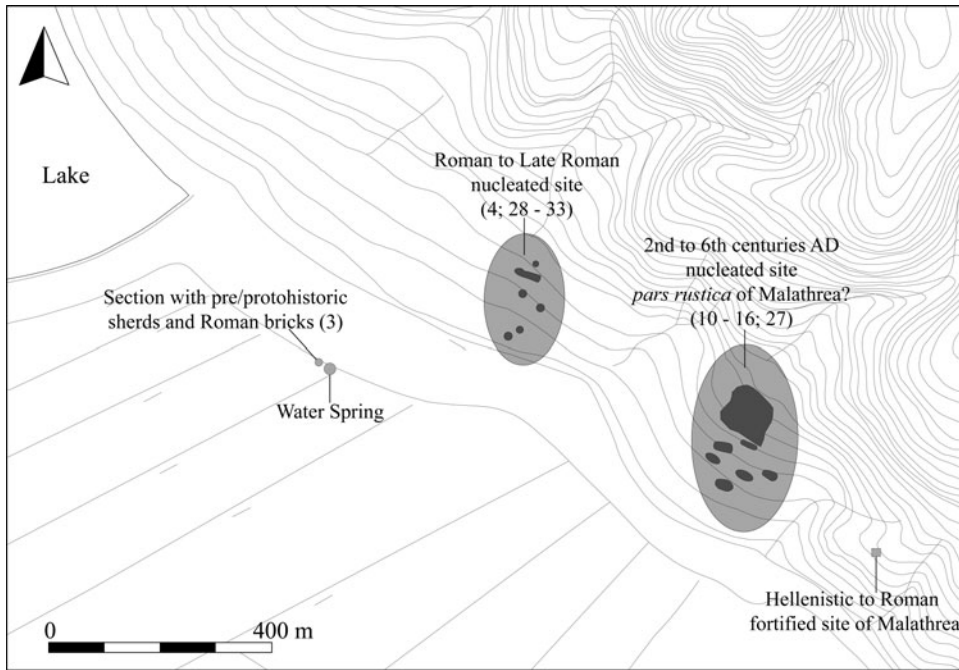 Lake
Roman to Late Roman
nucleated site
(4; 28 - 33)
2nd to 6th centuries AD
nucleated site
pars rustica of Malathrea?
(10 - 16; 27)
Section with pre/protohistoric
sherds and Roman bricks (3)
Water Spring
Hellenistic to Roman
fortified site of Malathrea
0 400 m